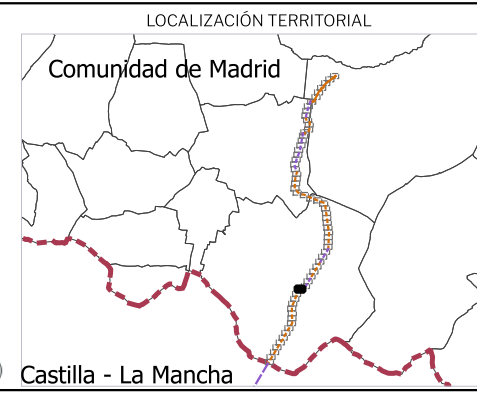 LOCALIZACIÓN TERRITORIAL
Comunidad de Madrid
Castilla - La Mancha